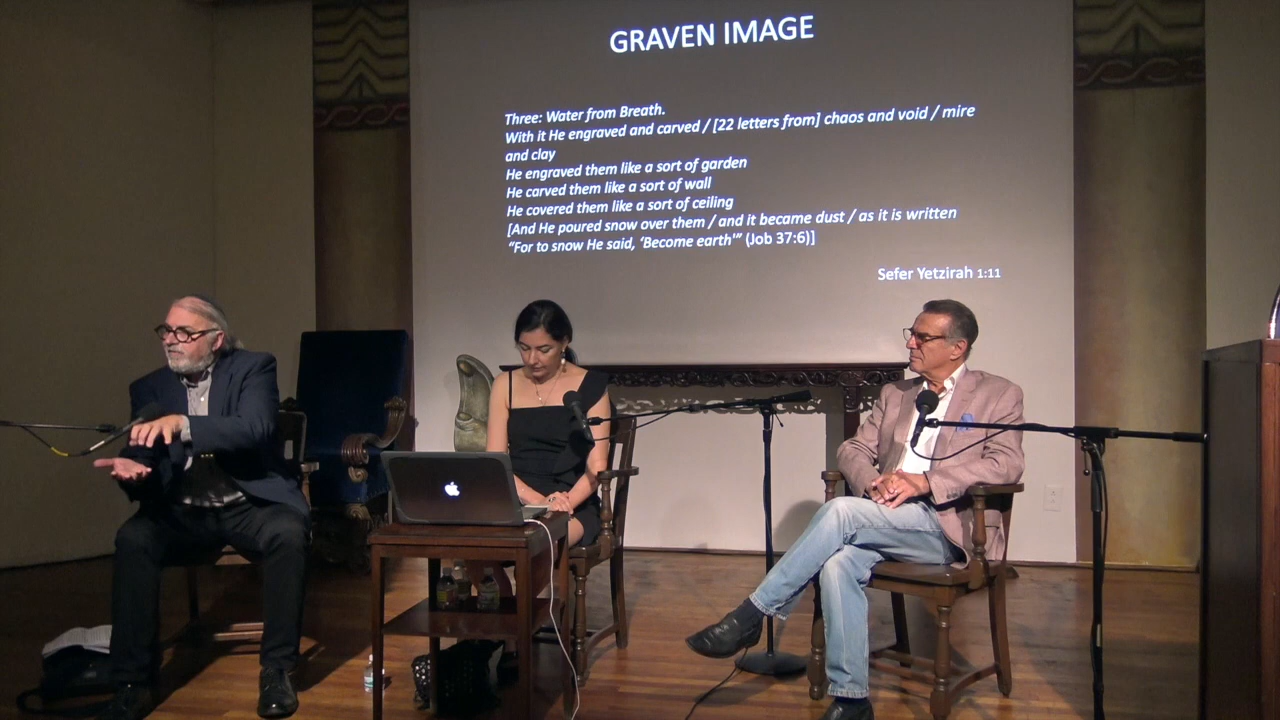 GRAVEN IMAGE
Three: Water from Breath.
With it He engraved and carved / [22 letters from] chaos and void / mire
and clay
He engraved them like a sort of garden
He carved them like a sort of wall
He covered them like a sort of ceiling
[And He poured snow over them / and it became dust / as it is written
“For to snow He said, ‘Become earth'” (Job 37:6)]
Sefer Yetzirah 1:11